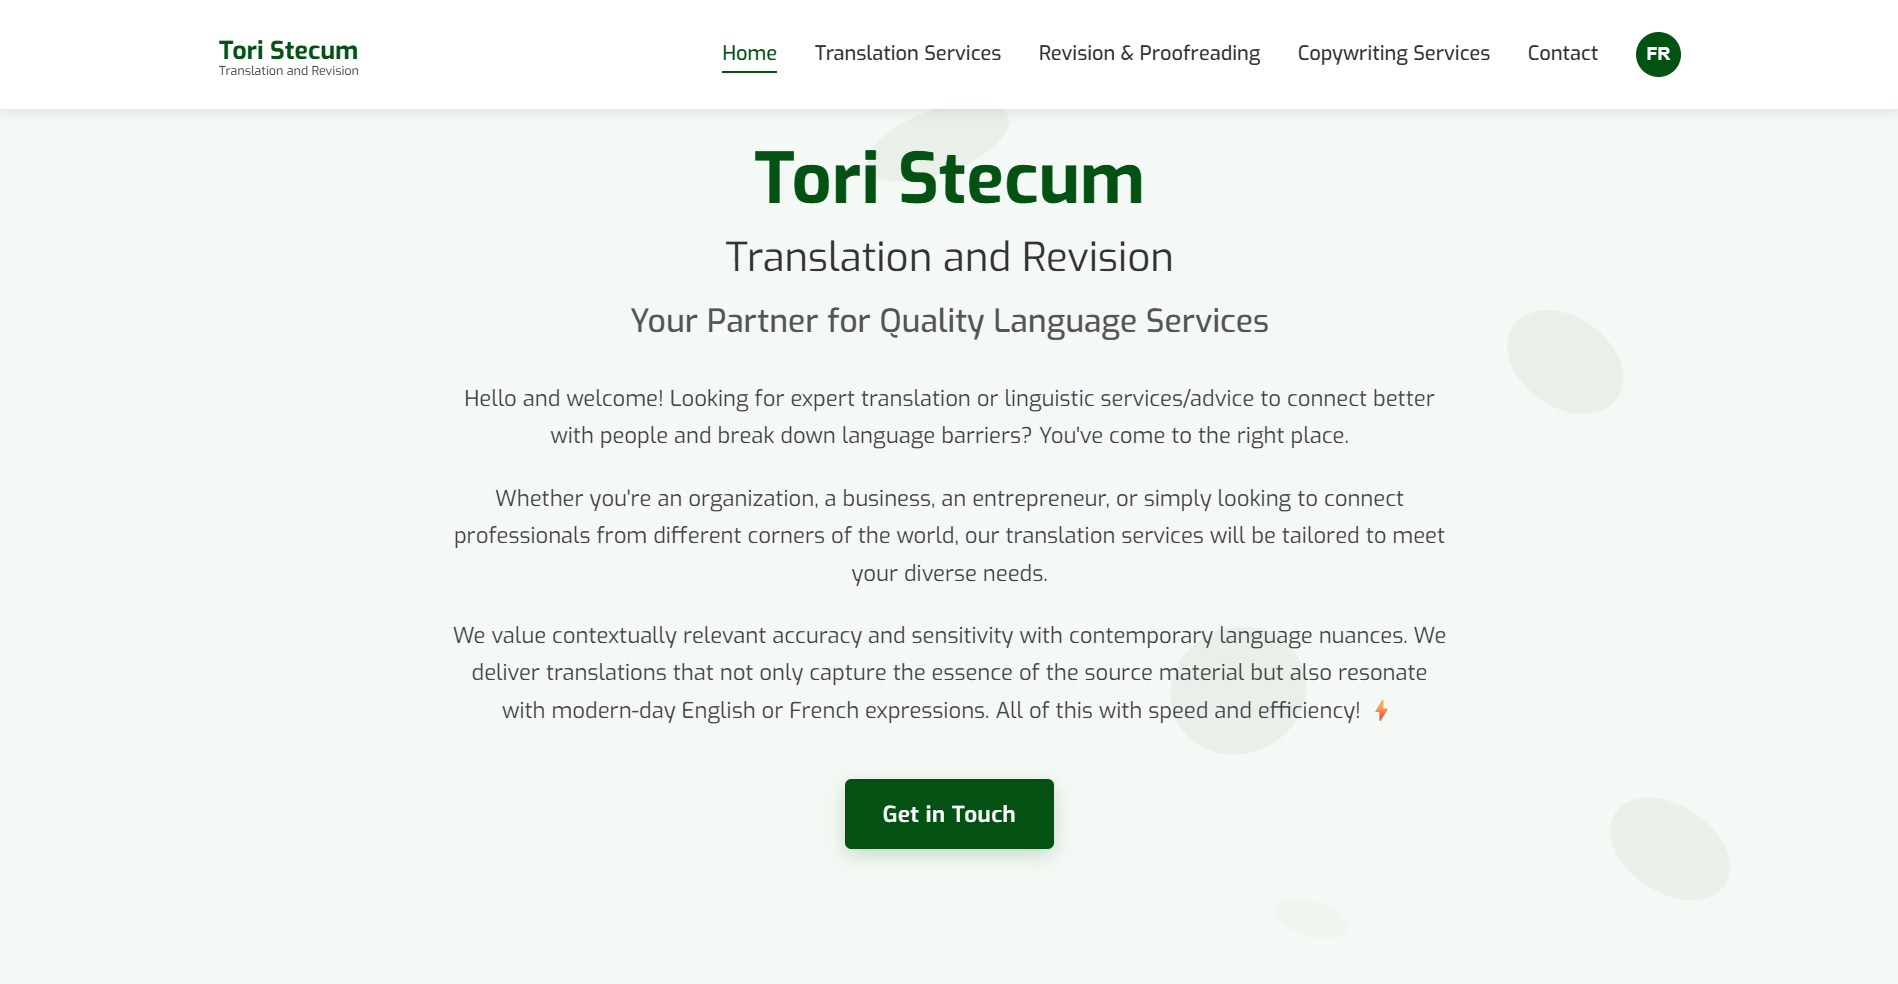 Tori Stecum
Translation and Revision
Home
Translation Services
Revision & Proofreading
Copywriting Services
Contact
FR
Tori Stecum
Translation and Revision
Your Partner for Quality Language Services
Hello and welcome! Looking for expert translation or linguistic services/advice to connect better
with people and break down language barriers? You've come to the right place.
Whether you're an organization, a business, an entrepreneur, or simply looking to connect
professionals from different corners of the world, our translation services will be tailored to meet
your diverse needs.
We value contextually relevant accuracy and sensitivity with contemporary language nuances. We
deliver translations that not only capture the essence of the source material but also resonate
with modern-day English or French expressions. All of this with speed and efficiency!
Get in Touch